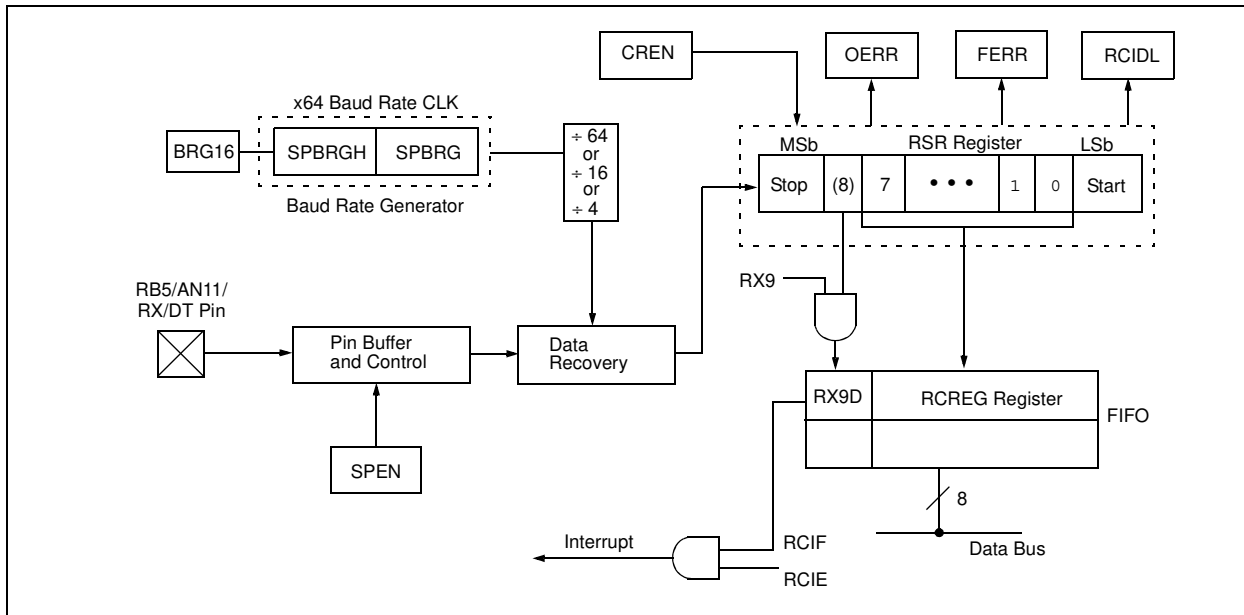 CREN
OERR
FERR
RCIDL
x64 Baud Rate CLK
BRG16
SPBRGH
SPBRG
Baud Rate Generator
÷ 64
or
÷ 16
or
÷ 4
MSb
RSR Register
LSb
Stop
(8)
7
• • •
1
0
Start
RX9
RB5/AN11/
RX/DT Pin
Pin Buffer
and Control
Data
Recovery
SPEN
RX9D
RCREG Register
FIFO
8
Data Bus
Interrupt
RCIF
RCIE